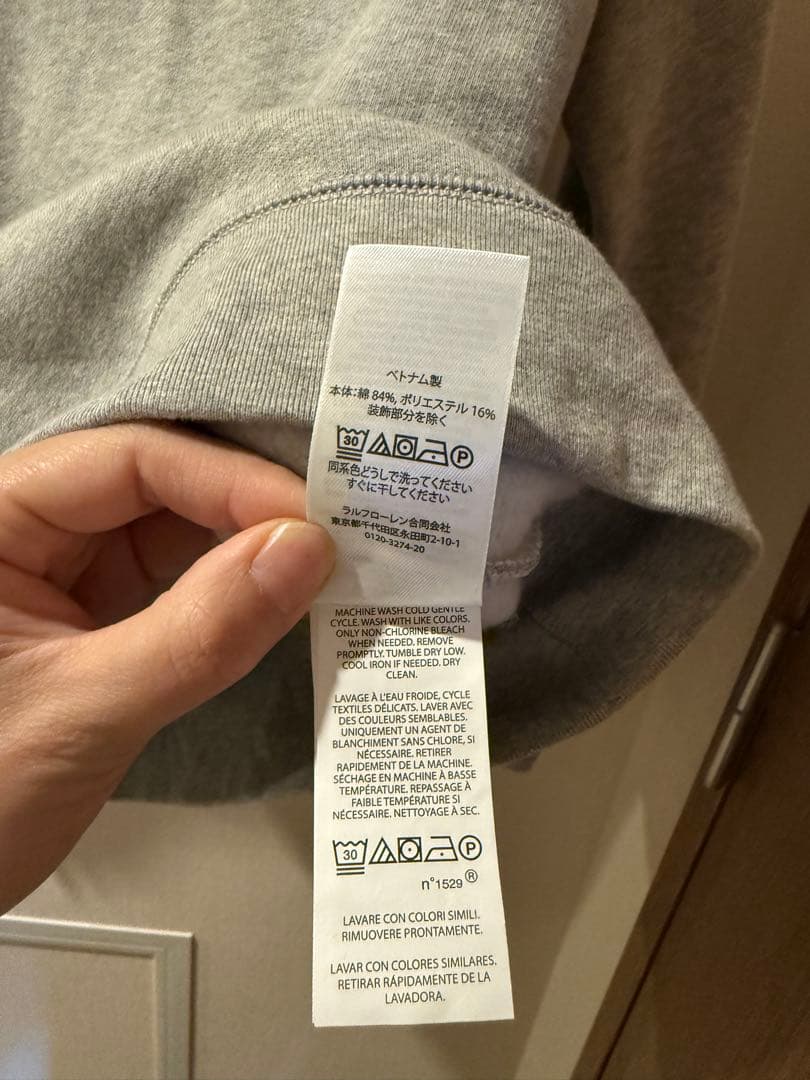 ベトナム製
本体：綿 84%, ポリエステル 16%
装飾部分を除く
30 P
同系色どうしで洗ってください
すぐに干してください
ラルフローレン合同会社
東京都千代田区永田町2-10-1
0120-3274-20
MACHINE WASH COLD GENTLE
CYCLE. WASH WITH LIKE COLORS.
ONLY NON-CHLORINE BLEACH
WHEN NEEDED. REMOVE
PROMPTLY. TUMBLE DRY LOW.
COOL IRON IF NEEDED. DRY
CLEAN.
LAVAGE À L'EAU FROIDE, CYCLE
TEXTILES DÉLICATS. LAVER AVEC
DES COULEURS SEMBLABLES.
UNIQUEMENT UN AGENT DE
BLANCHIMENT SANS CHLORE, SI
NÉCESSAIRE. RETIRER
RAPIDEMENT DE LA MACHINE.
SÉCHAGE EN MACHINE À BASSE
TEMPÉRATURE. REPASSAGE À
FAIBLE TEMPÉRATURE SI
NÉCESSAIRE. NETTOYAGE À SEC.
30 P
n°1529 ®
LAVARE CON COLORI SIMILI.
RIMUOVERE PRONTAMENTE.
LAVAR CON COLORES SIMILARES.
RETIRAR RÁPIDAMENTE DE LA
LAVADORA.